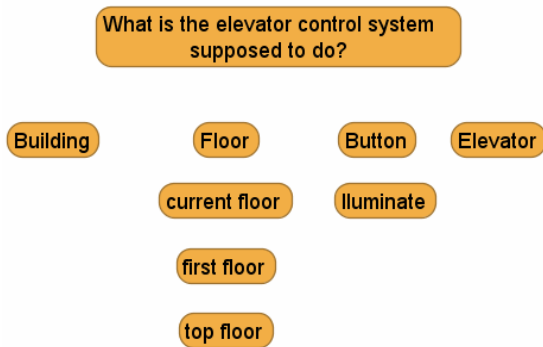 What is the elevator control system
supposed to do?
Building
Floor
Button
Elevator
current floor
Iluminate
first floor
top floor